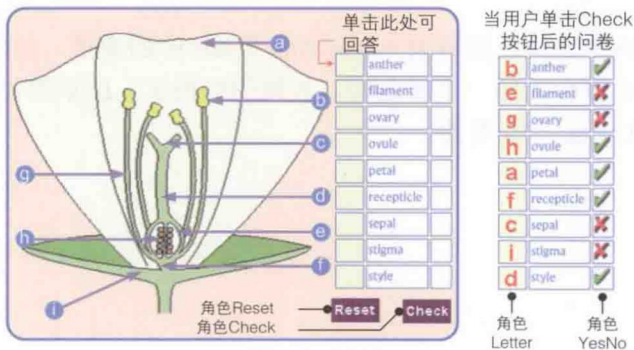 单击此处可
回答
a
b
c
d
e
f
g
h
i
anther
filament
ovary
ovule
petal
recepticle
sepal
stigma
style
角色Reset
角色Check
Reset
Check
当用户单击Check
按钮后的问卷
b anther
e filament
g ovary
h ovule
a petal
f recepticle
c sepal
i stigma
d style
角色
Letter
角色
YesNo